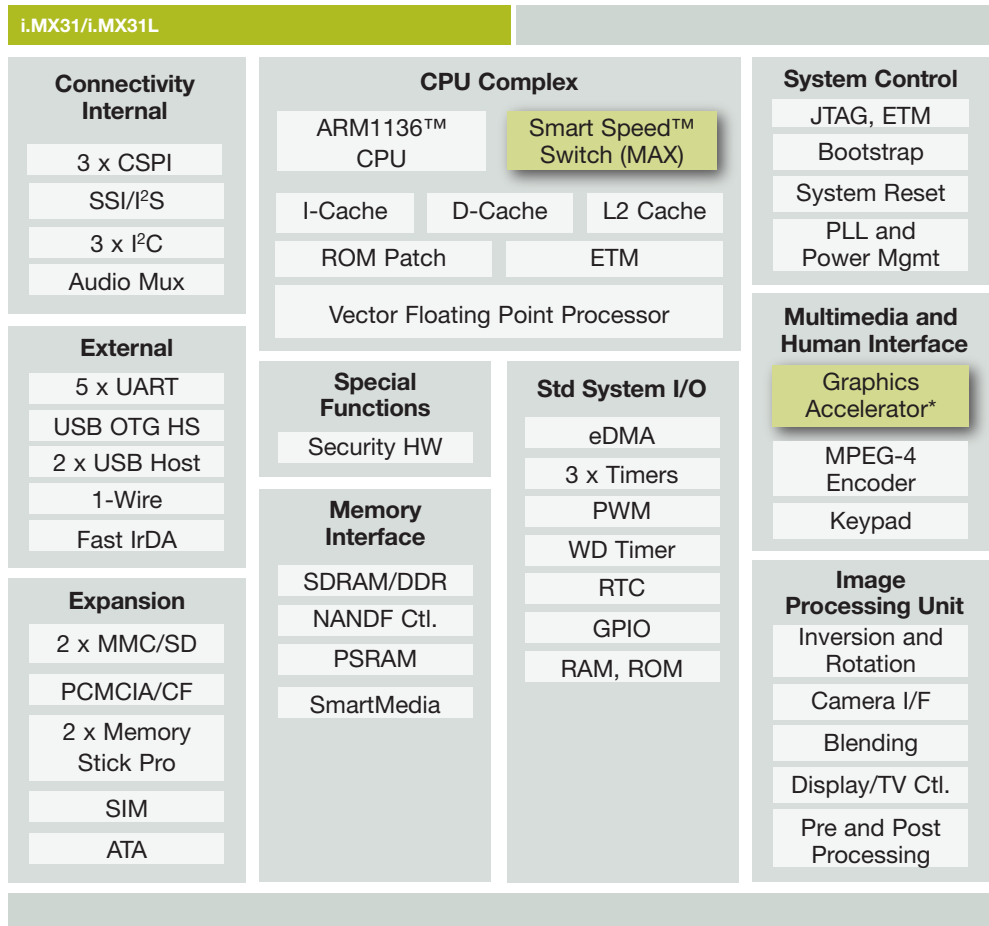 i.MX31/i.MX31L
Connectivity
Internal
3 x CSPI
SSI/I²S
3 x I²C
Audio Mux
External
5 x UART
USB OTG HS
2 x USB Host
1-Wire
Fast IrDA
Expansion
2 x MMC/SD
PCMCIA/CF
2 x Memory
Stick Pro
SIM
ATA
CPU Complex
ARM1136™
CPU
Smart Speed™
Switch (MAX)
I-Cache
D-Cache
L2 Cache
ROM Patch
ETM
Vector Floating Point Processor
Special
Functions
Security HW
Memory
Interface
SDRAM/DDR
NANDF Ctl.
PSRAM
SmartMedia
Std System I/O
eDMA
3 x Timers
PWM
WD Timer
RTC
GPIO
RAM, ROM
System Control
JTAG, ETM
Bootstrap
System Reset
PLL and
Power Mgmt
Multimedia and
Human Interface
Graphics
Accelerator*
MPEG-4
Encoder
Keypad
Image
Processing Unit
Inversion and
Rotation
Camera I/F
Blending
Display/TV Ctl.
Pre and Post
Processing